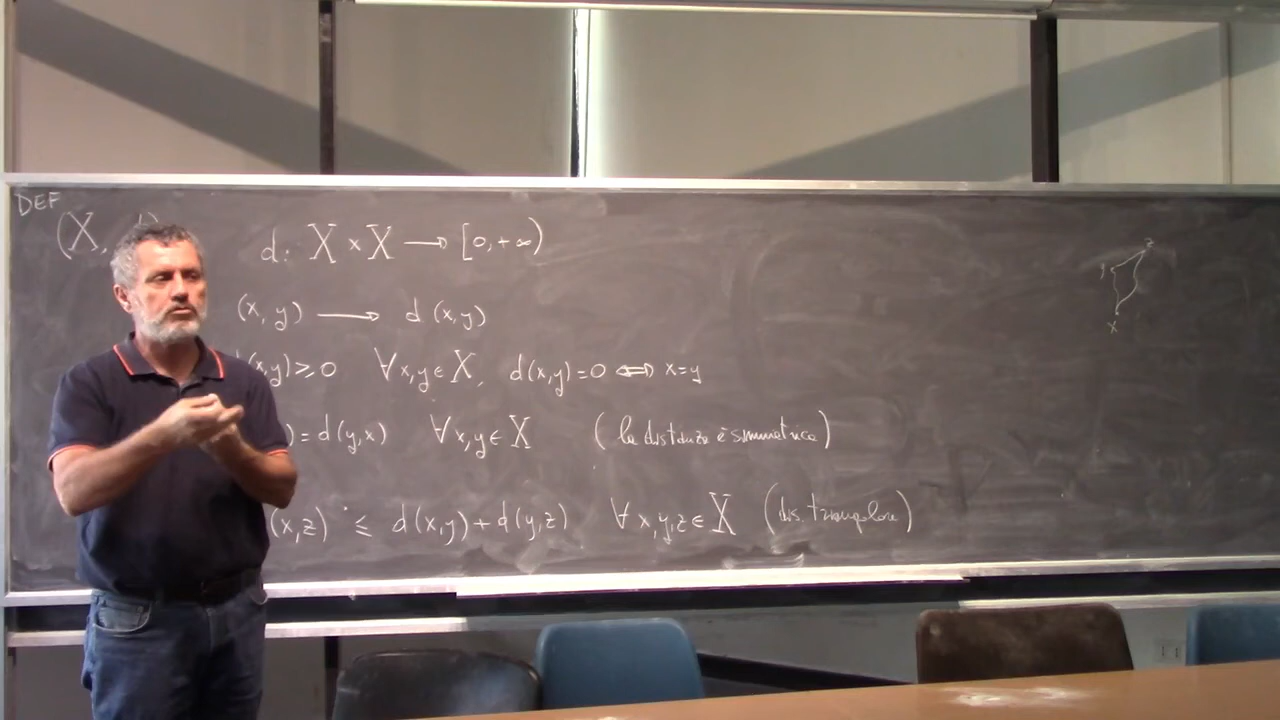 DEF
(X, d) d: X × X → [0, +∞)
(x, y) → d(x,y)
(x,y) ≥ 0 ∀x,y ∈ X, d(x,y) = 0 ⟺ x=y
) = d(y,x) ∀x,y ∈ X (la distanza è simmetrica)
(x,z) ≤ d(x,y) + d(y,z) ∀x,y,z ∈ X (dis. triangolare)
z
y
x